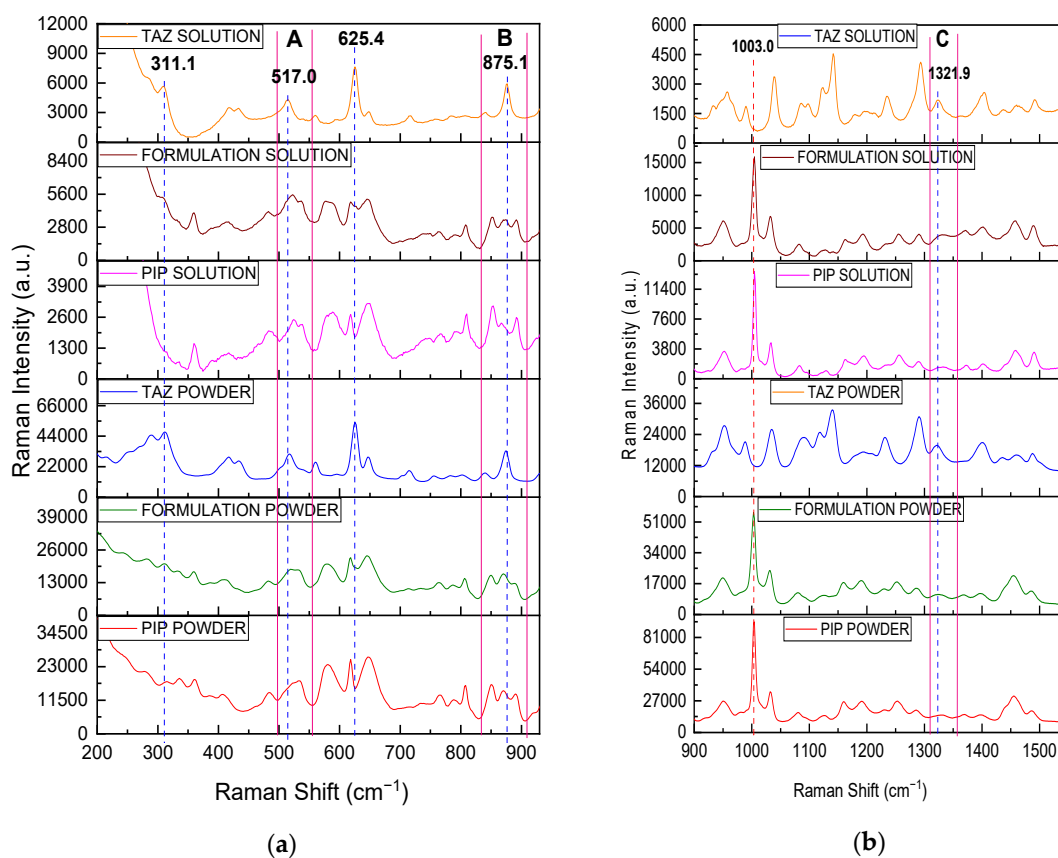 12000
9000
6000
3000
0
TAZ SOLUTION
A
625.4
B
311.1
517.0
875.1
8400
5600
2800
0
FORMULATION SOLUTION
3900
2600
1300
0
PIP SOLUTION
66000
44000
22000
0
TAZ POWDER
39000
26000
13000
0
FORMULATION POWDER
34500
23000
11500
0
PIP POWDER
200 300 400 500 600 700 800 900
Raman Shift (cm⁻¹)
Raman Intensity (a.u.)
(a)
6000
4500
3000
1500
0
C
TAZ SOLUTION
1003.0
1321.9
15000
10000
5000
0
FORMULATION SOLUTION
11400
7600
3800
0
PIP SOLUTION
36000
24000
12000
0
TAZ POWDER
51000
34000
17000
0
FORMULATION POWDER
81000
54000
27000
0
PIP POWDER
900 1000 1100 1200 1300 1400 1500
Raman Shift (cm⁻¹)
Raman Intensity (a.u.)
(b)